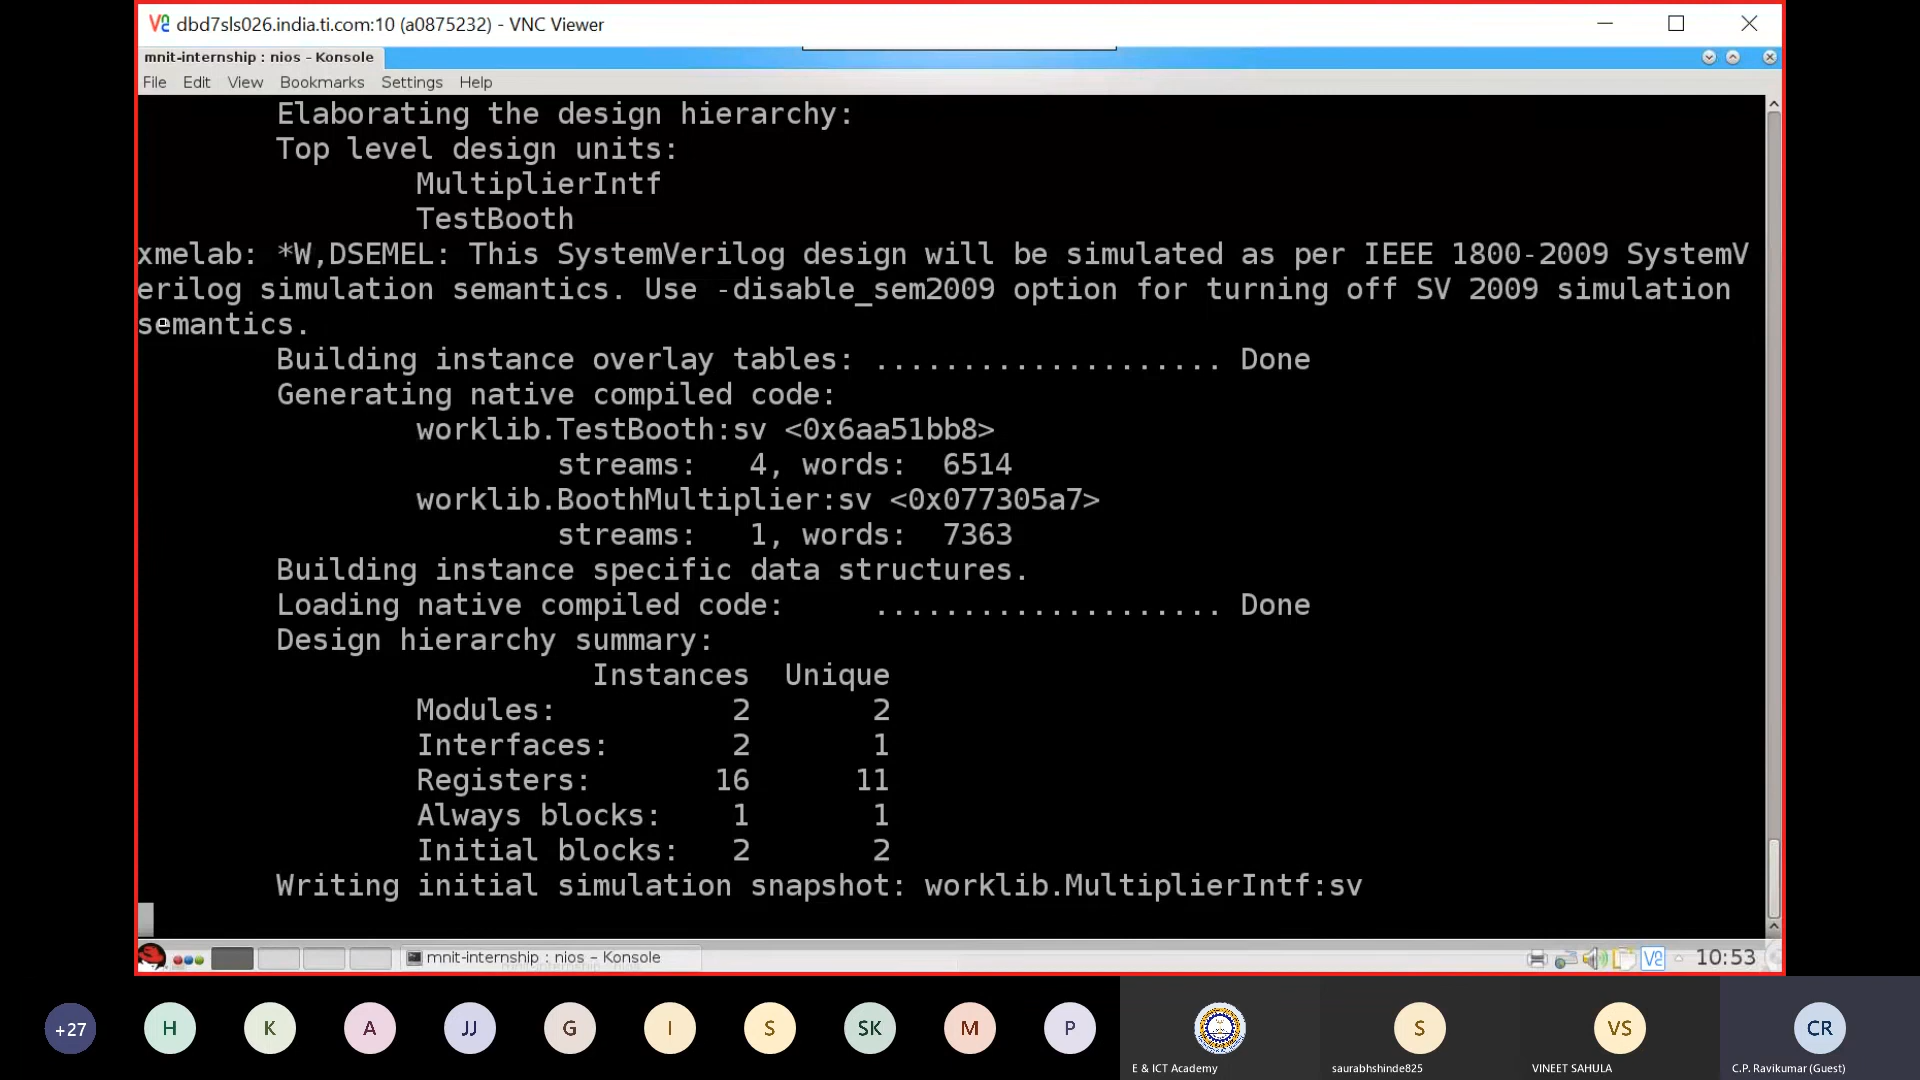 dbd7sls026.india.ti.com:10 (a0875232) - VNC Viewer
mnit-internship : nios – Konsole
File Edit View Bookmarks Settings Help
Elaborating the design hierarchy:
Top level design units:
MultiplierIntf
TestBooth
xmelab: *W,DSEMEL: This SystemVerilog design will be simulated as per IEEE 1800-2009 SystemV
erilog simulation semantics. Use -disable_sem2009 option for turning off SV 2009 simulation
semantics.
Building instance overlay tables: .................... Done
Generating native compiled code:
worklib.TestBooth:sv <0x6aa51bb8>
streams: 4, words: 6514
worklib.BoothMultiplier:sv <0x077305a7>
streams: 1, words: 7363
Building instance specific data structures.
Loading native compiled code: .................... Done
Design hierarchy summary:
Instances Unique
Modules: 2 2
Interfaces: 2 1
Registers: 16 11
Always blocks: 1 1
Initial blocks: 2 2
Writing initial simulation snapshot: worklib.MultiplierIntf:sv
mnit-internship : nios – Konsole
10:53
+27 H K A JJ G I S SK M P S VS CR
E & ICT Academy saurabhshinde825 VINEET SAHULA C.P. Ravikumar (Guest)